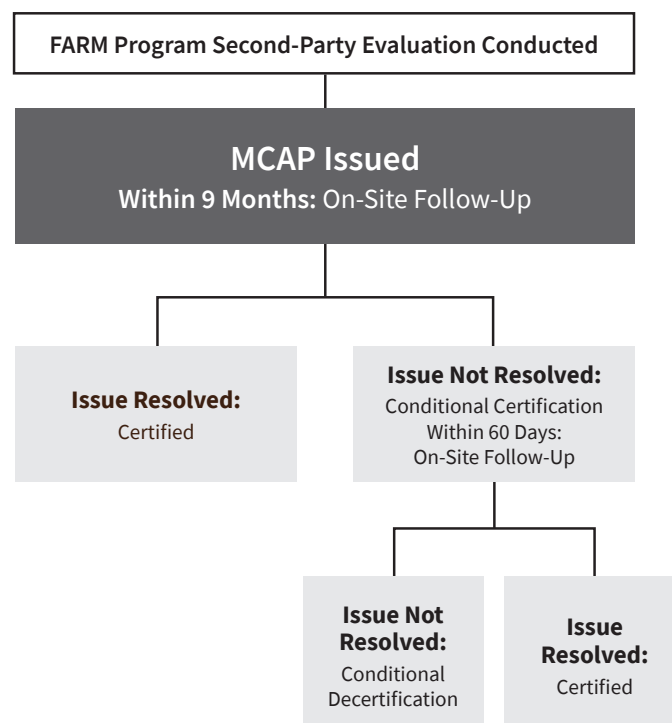 FARM Program Second-Party Evaluation Conducted
MCAP Issued
Within 9 Months: On-Site Follow-Up
Issue Resolved:
Certified
Issue Not Resolved:
Conditional Certification
Within 60 Days:
On-Site Follow-Up
Issue Not
Resolved:
Conditional
Decertification
Issue
Resolved:
Certified